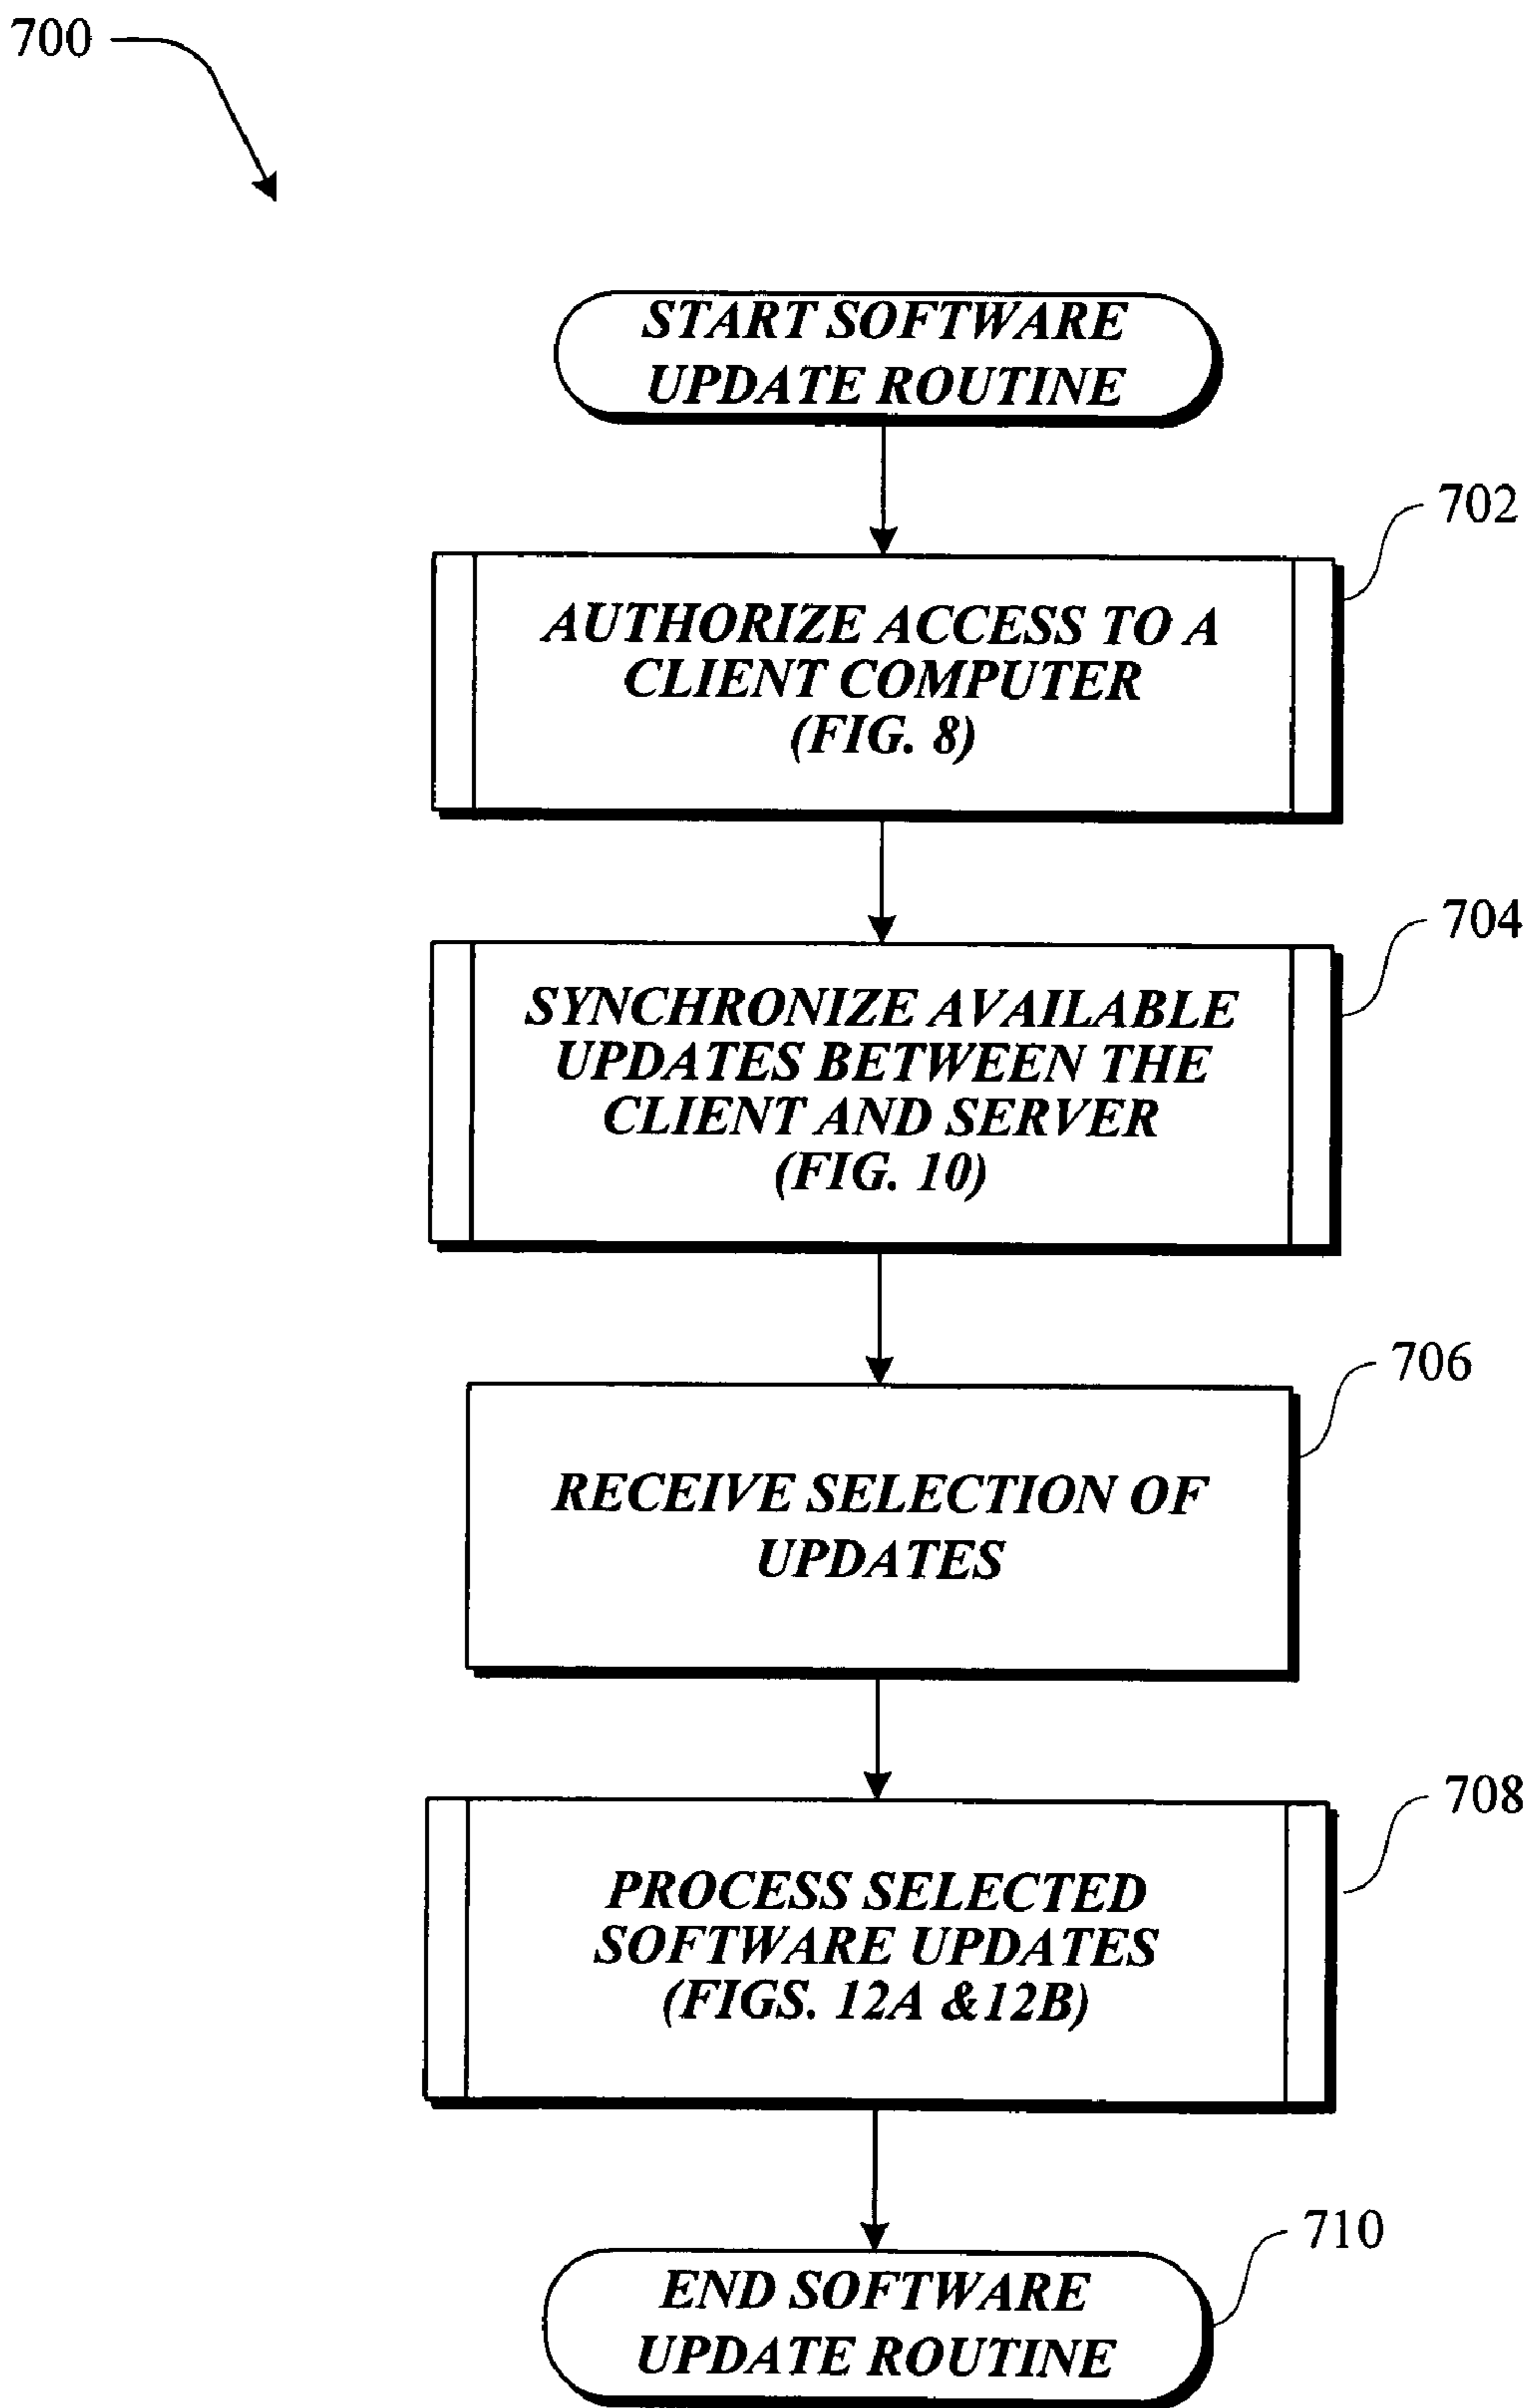 700
START SOFTWARE
UPDATE ROUTINE
702
AUTHORIZE ACCESS TO A
CLIENT COMPUTER
(FIG. 8)
704
SYNCHRONIZE AVAILABLE
UPDATES BETWEEN THE
CLIENT AND SERVER
(FIG. 10)
706
RECEIVE SELECTION OF
UPDATES
708
PROCESS SELECTED
SOFTWARE UPDATES
(FIGS. 12A &12B)
710
END SOFTWARE
UPDATE ROUTINE